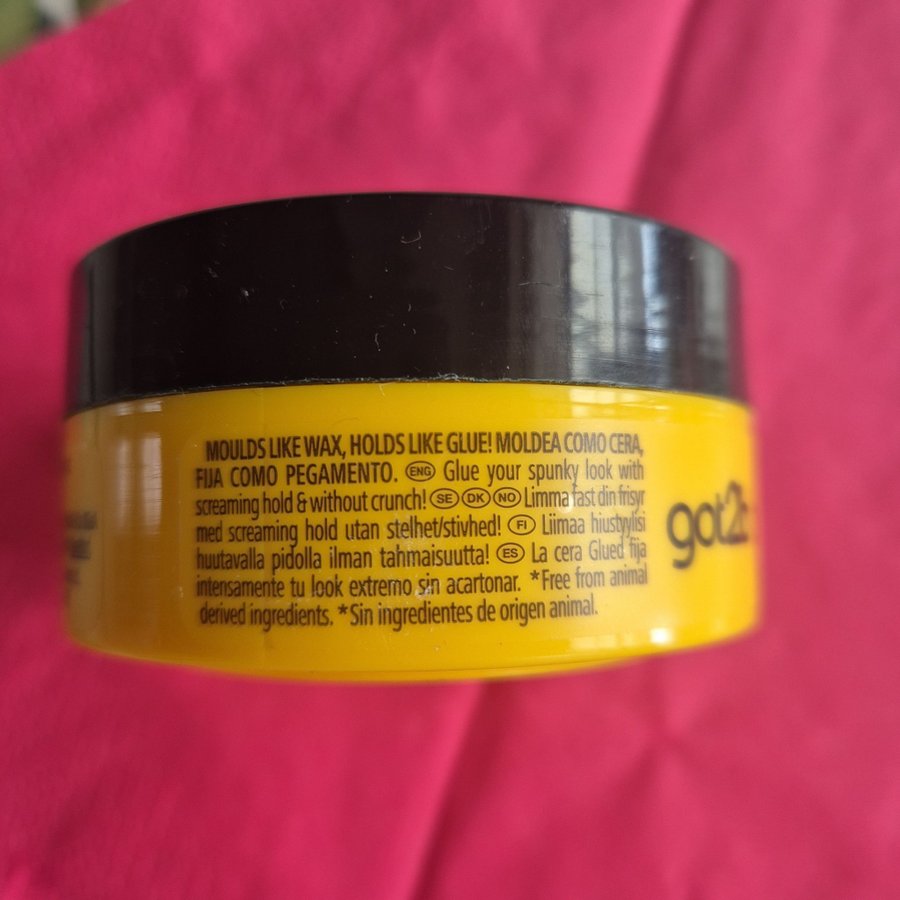 MOULDS LIKE WAX, HOLDS LIKE GLUE! MOLDEA COMO CERA,
FIJA COMO PEGAMENTO. ENG Glue your spunky look with
screaming hold & without crunch! SE DK NO Limma fast din frisyr
med screaming hold utan stelhet/stivhed! FI Liimaa hiustyylisi
huutavalla pidolla ilman tahmaisuutta! ES La cera Glued fija
intensamente tu look extremo sin acartonar. *Free from animal
derived ingredients. *Sin ingredientes de origen animal.
got2b